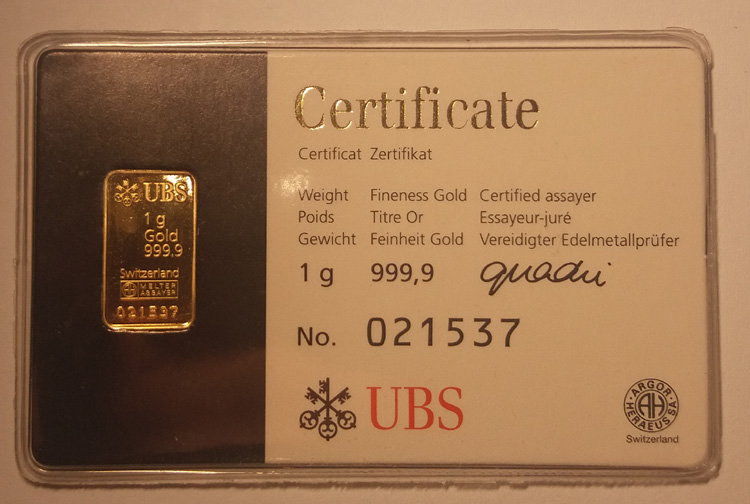 UBS
1 g
Gold
999.9
Switzerland
MELTER
ASSAYER
021537
Certificate
Certificat Zertifikat
Weight Fineness Gold Certified assayer
Poids Titre Or Essayeur-juré
Gewicht Feinheit Gold Vereidigter Edelmetallprüfer
1 g 999,9
No. 021537
UBS
ARGOR
AH
HERAEUS SA
Switzerland